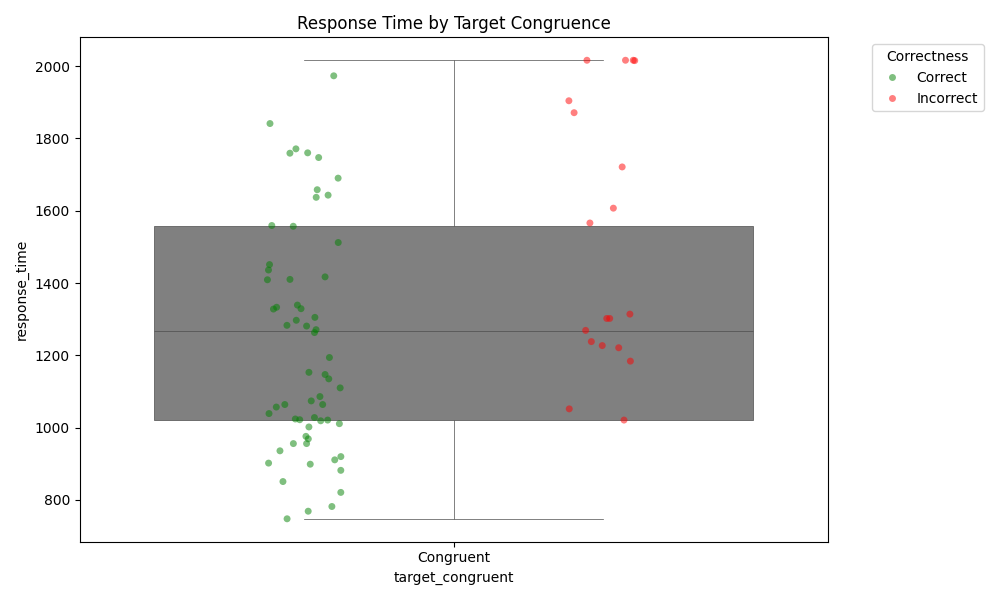 Response Time by Target Congruence
Correctness
Correct
Incorrect
response_time
2000
1800
1600
1400
1200
1000
800
Congruent
target_congruent